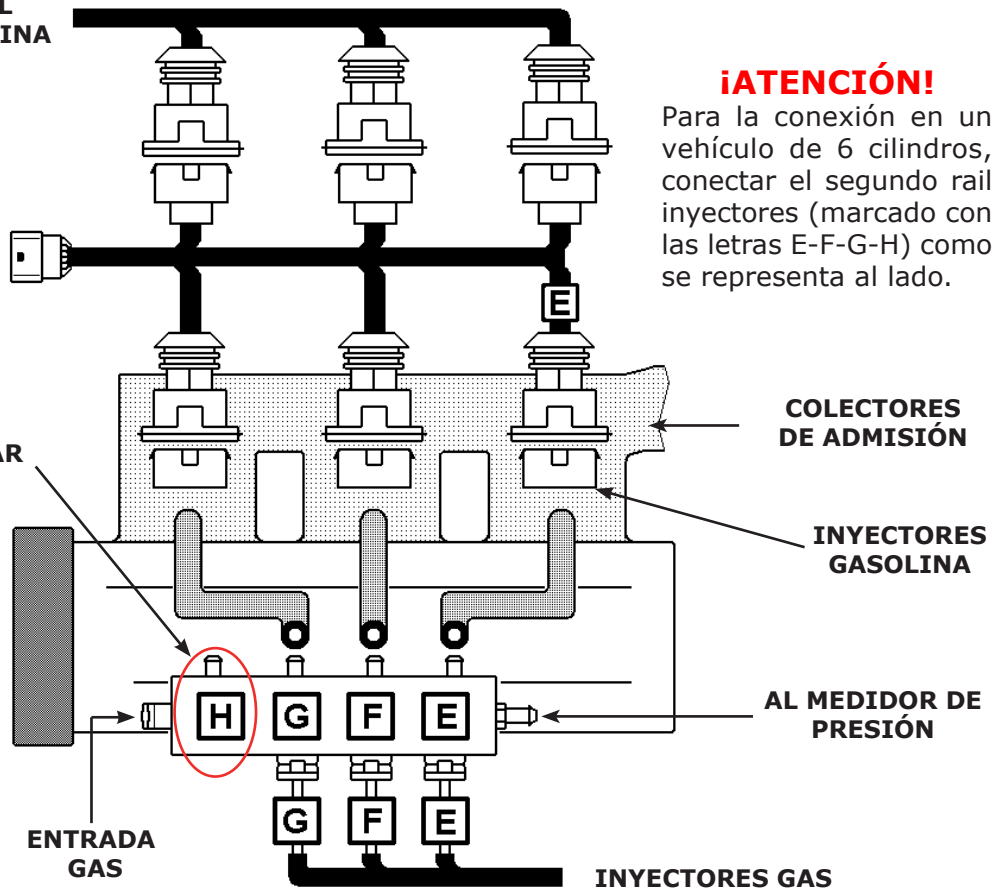 L
INA
¡ATENCIÓN!
Para la conexión en un
vehículo de 6 cilindros,
conectar el segundo rail
inyectores (marcado con
las letras E-F-G-H) como
se representa al lado.
E
COLECTORES
DE ADMISIÓN
AR
INYECTORES
GASOLINA
H G F E
AL MEDIDOR DE
PRESIÓN
G F E
ENTRADA
GAS
INYECTORES GAS